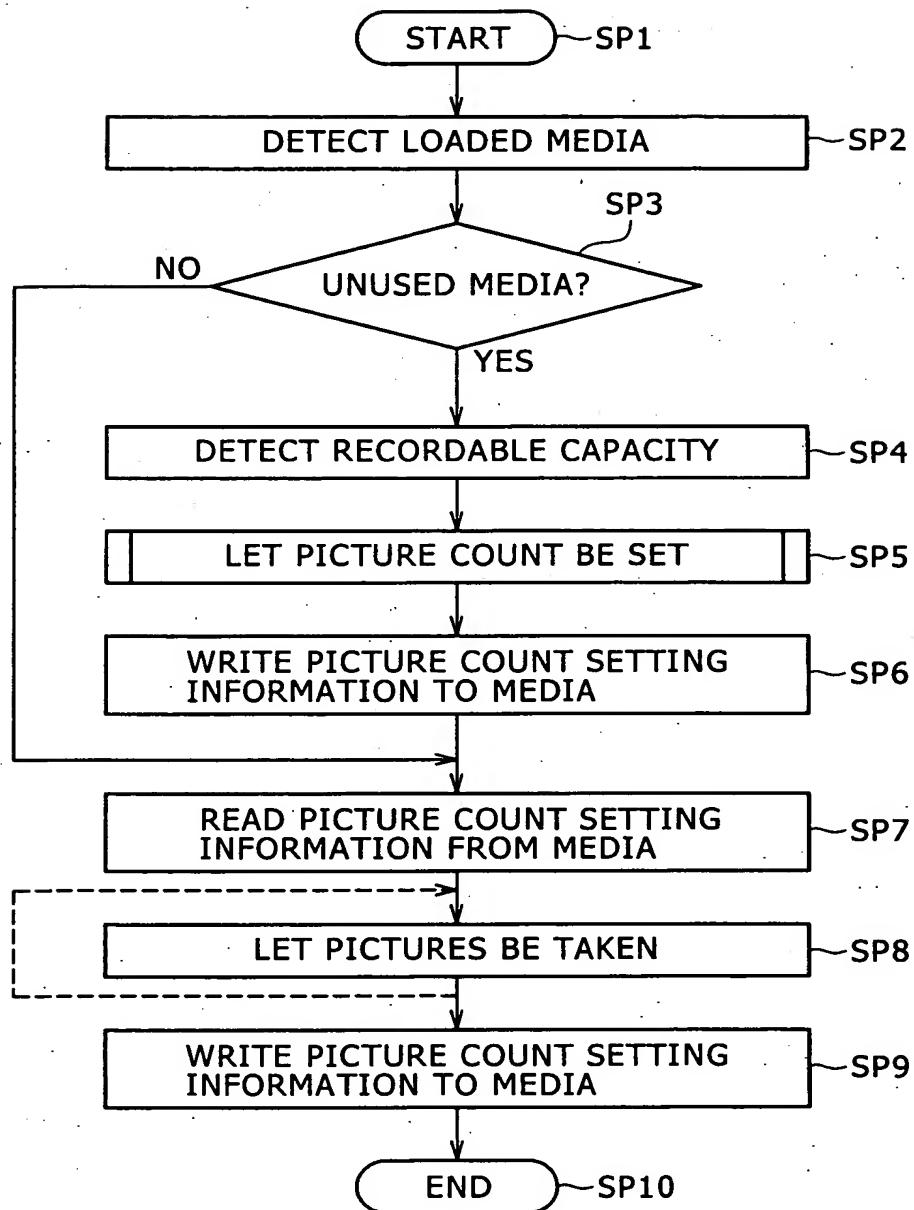 START
SP1
DETECT LOADED MEDIA
SP2
SP3
NO
UNUSED MEDIA?
YES
DETECT RECORDABLE CAPACITY
SP4
LET PICTURE COUNT BE SET
SP5
WRITE PICTURE COUNT SETTING
INFORMATION TO MEDIA
SP6
READ PICTURE COUNT SETTING
INFORMATION FROM MEDIA
SP7
LET PICTURES BE TAKEN
SP8
WRITE PICTURE COUNT SETTING
INFORMATION TO MEDIA
SP9
END
SP10